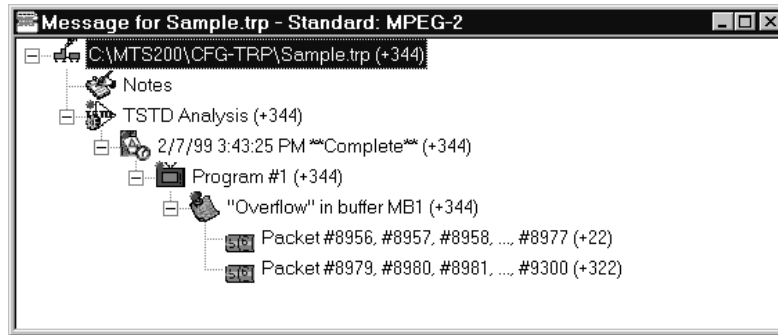 Message for Sample.trp - Standard: MPEG-2
C:\MTS200\CFG-TRP\Sample.trp (+344)
Notes
TSTD Analysis (+344)
2/7/99 3:43:25 PM **Complete** (+344)
Program #1 (+344)
"Overflow" in buffer MB1 (+344)
Packet #8956, #8957, #8958, ..., #8977 (+22)
Packet #8979, #8980, #8981, ..., #9300 (+322)